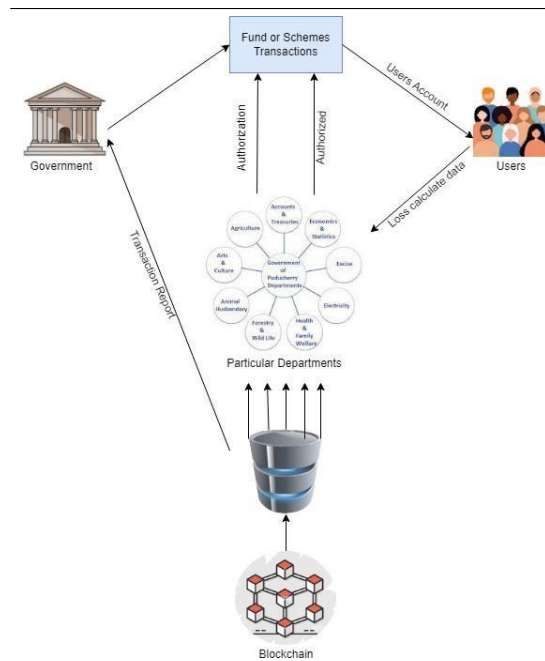 Fund or Schemes
Transactions
Users Account
Authorization
Authorized
Government
Users
Loss calculate data
Transaction Report
Accounts
&
Treasuries
Economics
&
Statistics
Agriculture
Arts
&
Culture
Government
of
Puducherry
Departments
Excise
Animal
Husbendary
Electricity
Forestry
&
Wild Life
Health
&
Family
Welfare
Particular Departments
Blockchain